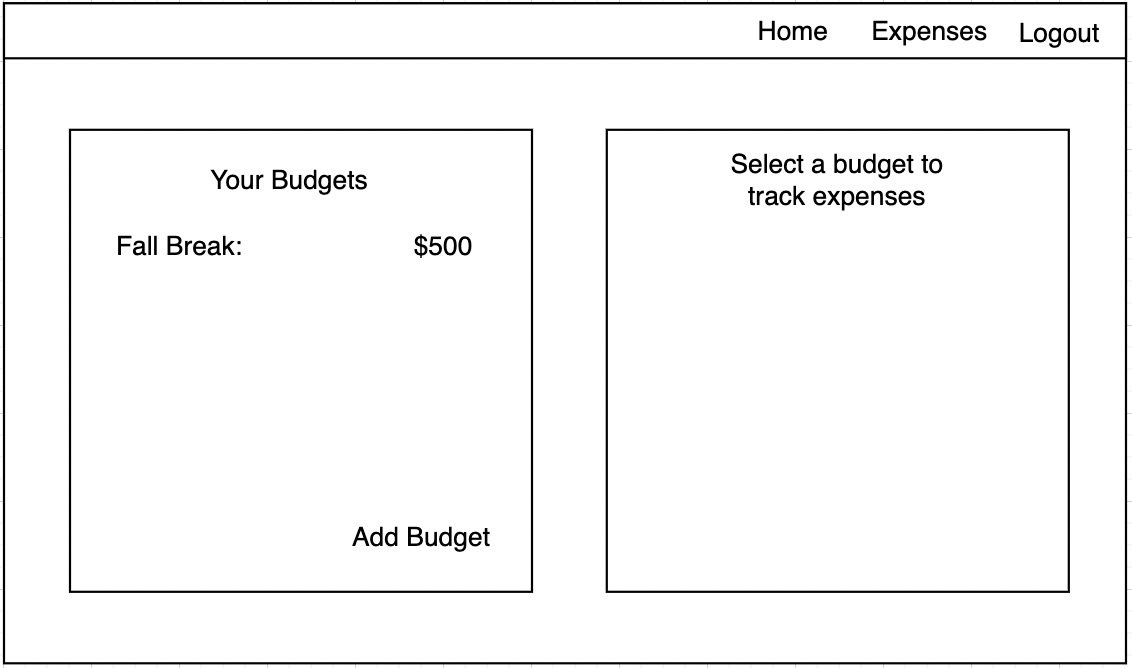 Home Expenses Logout
Your Budgets
Fall Break: $500
Add Budget
Select a budget to
track expenses